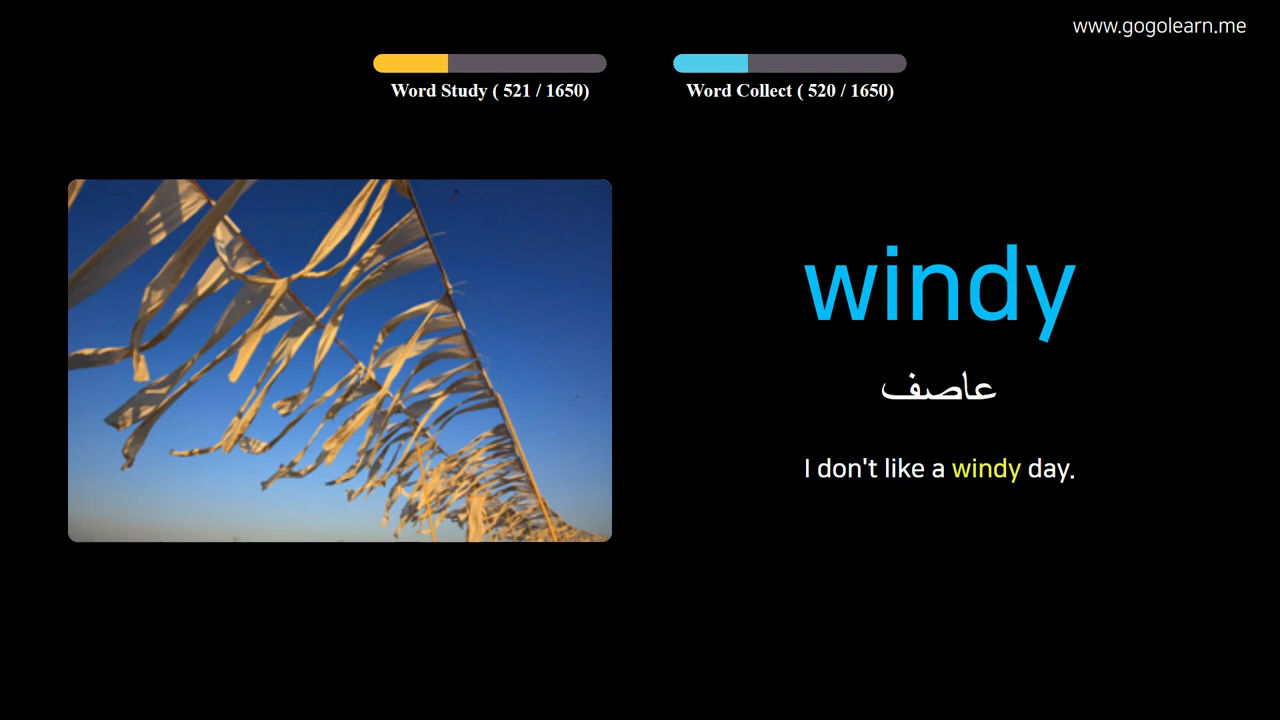 www.gogolearn.me
Word Study ( 521 / 1650)
Word Collect ( 520 / 1650)
windy
عاصف
I don't like a windy day.